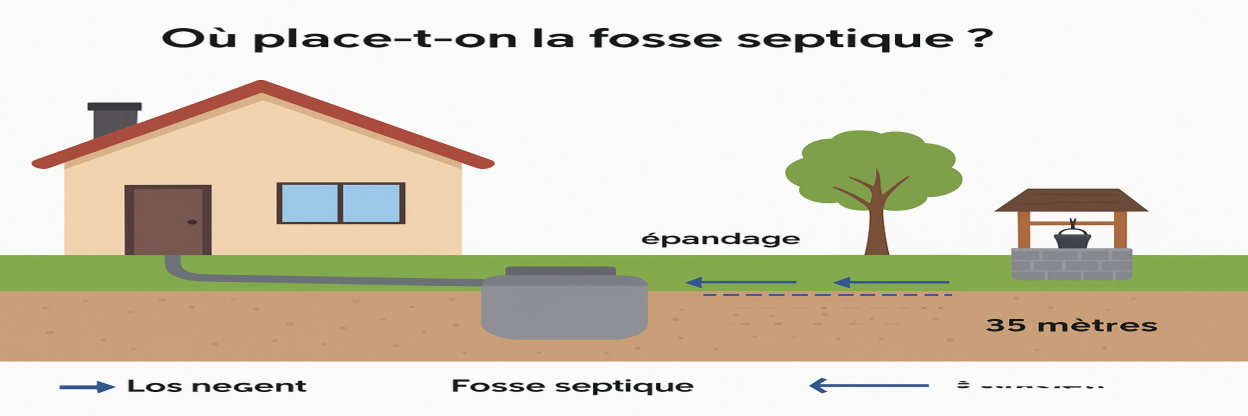 Où place-t-on la fosse septique ?
épandage
35 mètres
Los negent
Fosse septique